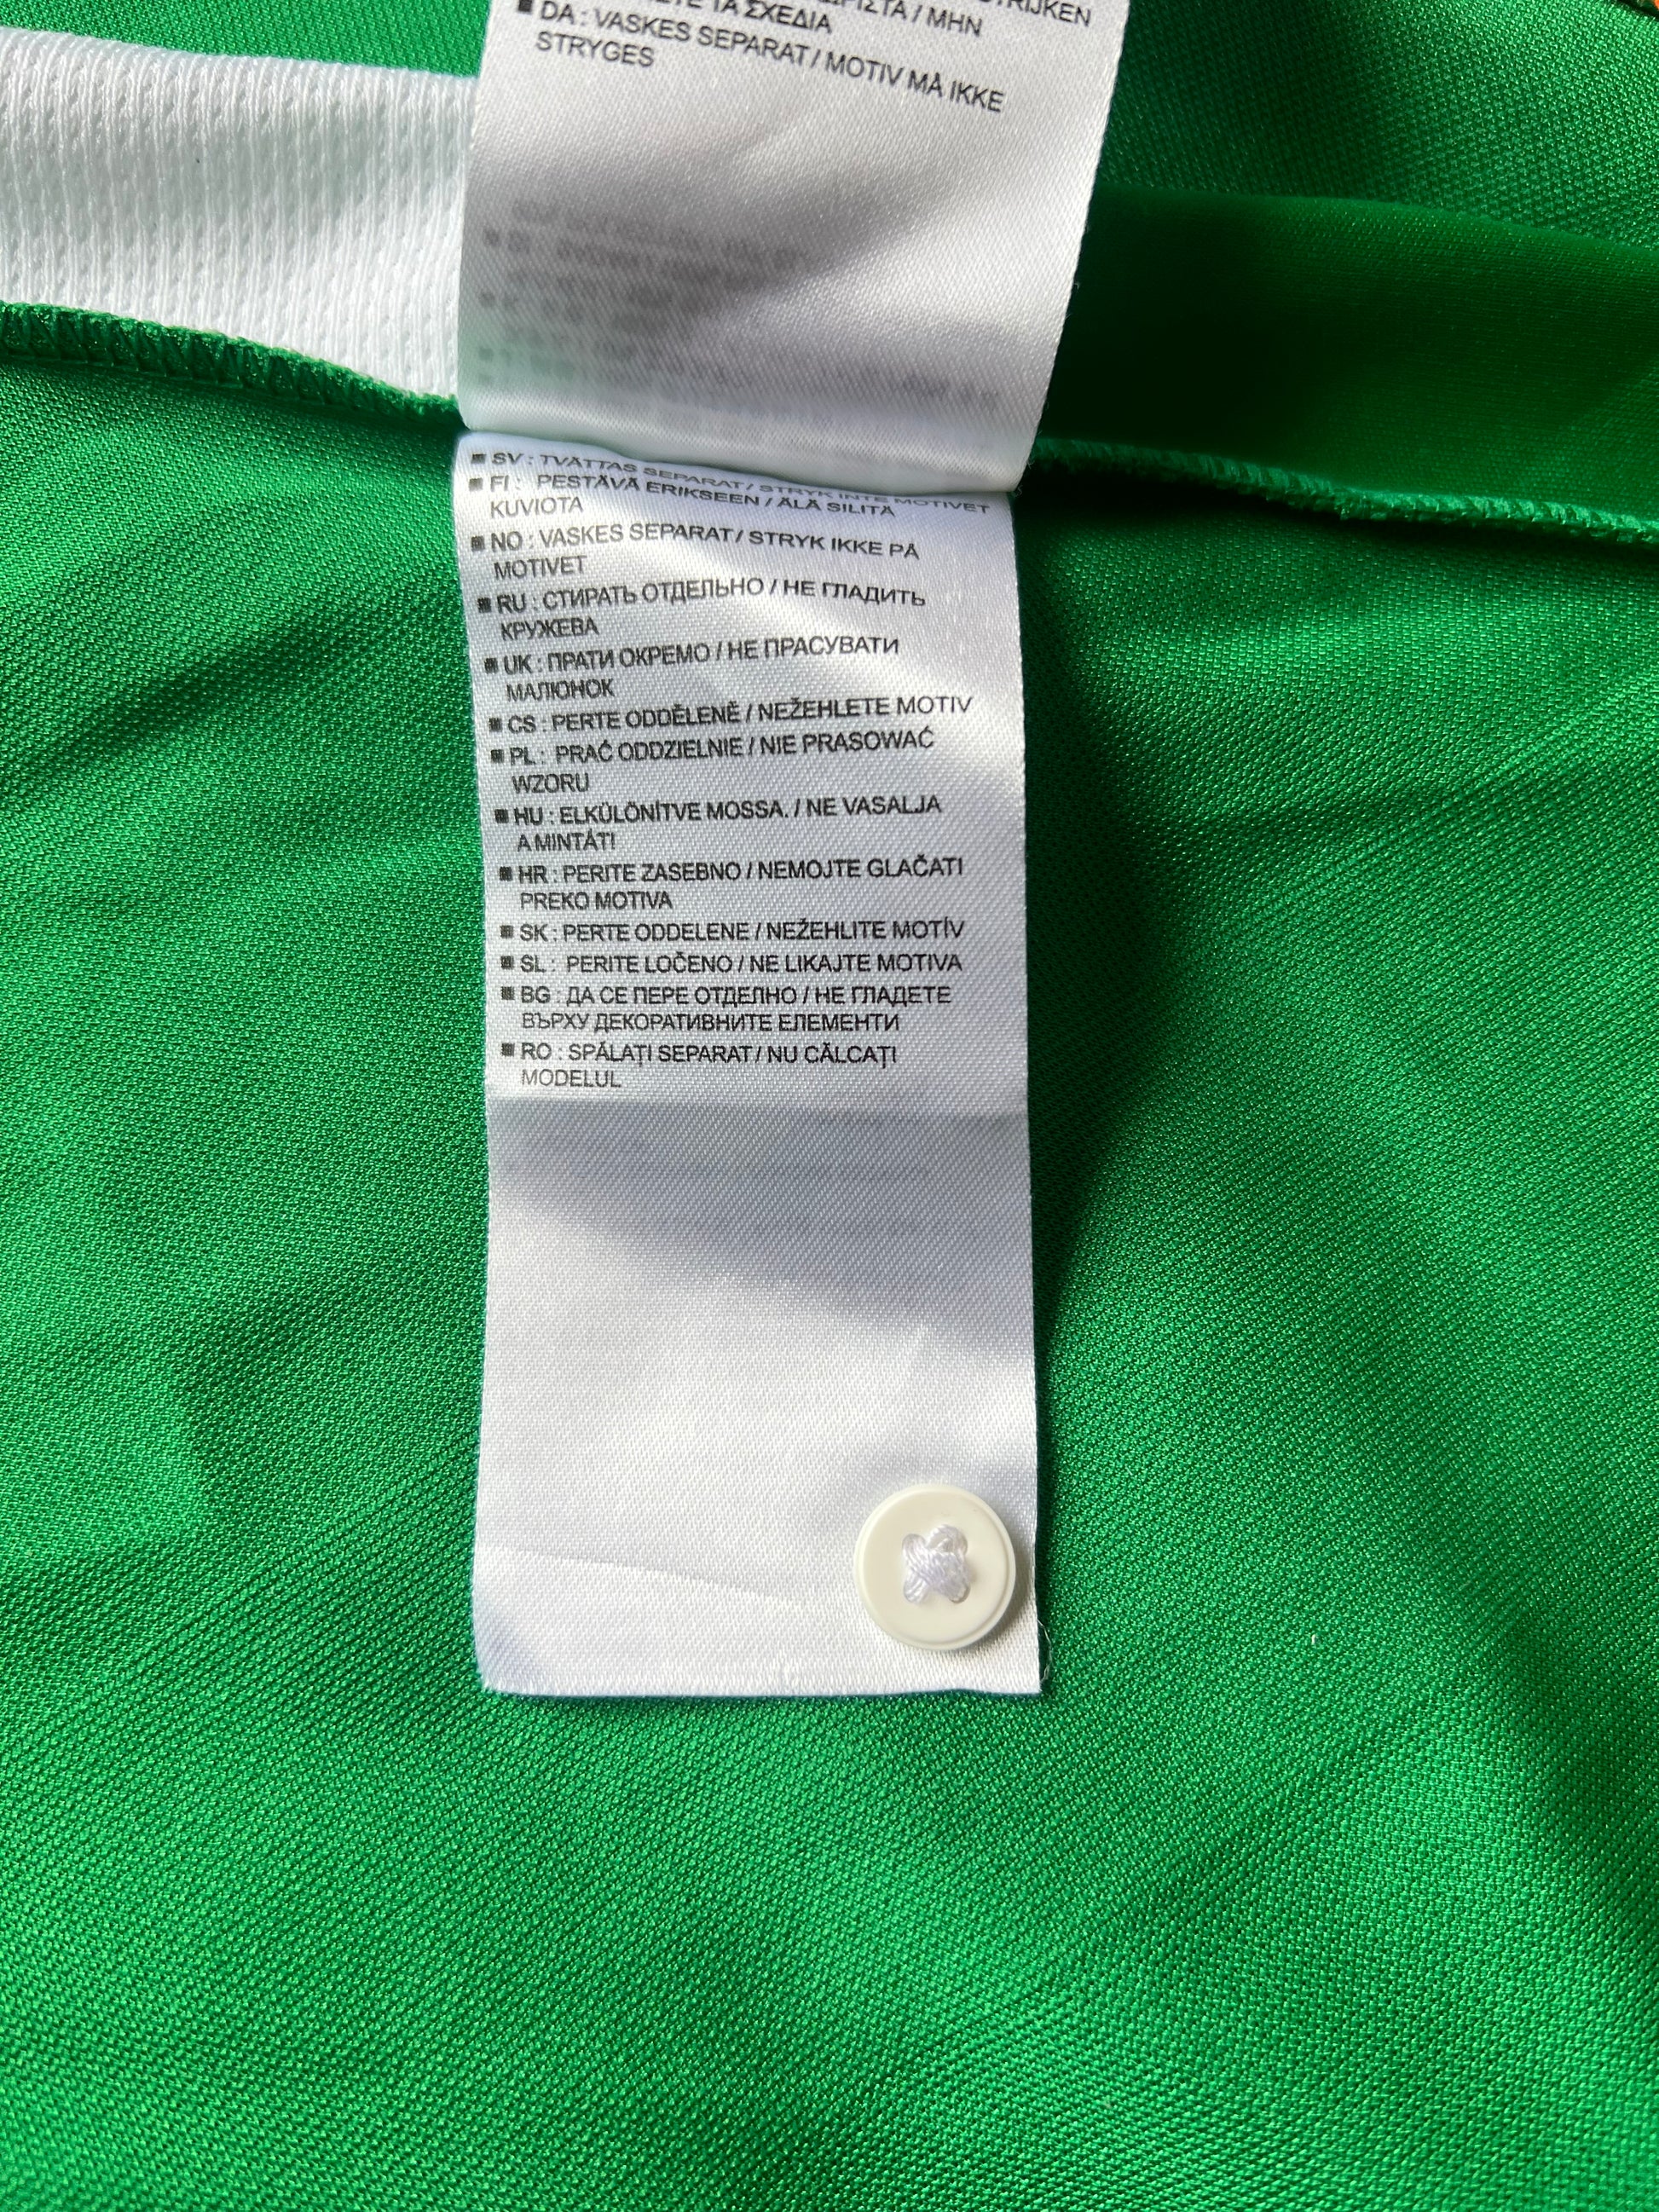 STRIJKEN
ΤΑ ΣΧΕΔΙΑ / ΜΗΝ
■ DA : VASKES SEPARAT / MOTIV MÅ IKKE
STRYGES
■ SV : TVÄTTAS SEPARAT / STRYK INTE MOTIVET
■ FI : PESTÄVÄ ERIKSEEN / ÄLÄ SILITÄ
KUVIOTA
■ NO : VASKES SEPARAT / STRYK IKKE PÅ
MOTIVET
■ RU : СТИРАТЬ ОТДЕЛЬНО / НЕ ГЛАДИТЬ
КРУЖЕВА
■ UK : ПРАТИ ОКРЕМО / НЕ ПРАСУВАТИ
МАЛЮНОК
■ CS : PERTE ODDĚLENĚ / NEŽEHLETE MOTIV
■ PL : PRAĆ ODDZIELNIE / NIE PRASOWAĆ
WZORU
■ HU : ELKÜLÖNÍTVE MOSSA. / NE VASALJA
A MINTÁTI
■ HR : PERITE ZASEBNO / NEMOJTE GLAČATI
PREKO MOTIVA
■ SK : PERTE ODDELENE / NEŽEHLITE MOTÍV
■ SL : PERITE LOČENO / NE LIKAJTE MOTIVA
■ BG : ДА СЕ ПЕРЕ ОТДЕЛНО / НЕ ГЛАДЕТЕ
ВЪРХУ ДЕКОРАТИВНИТЕ ЕЛЕМЕНТИ
■ RO : SPĂLAȚI SEPARAT / NU CĂLCAȚI
MODELUL